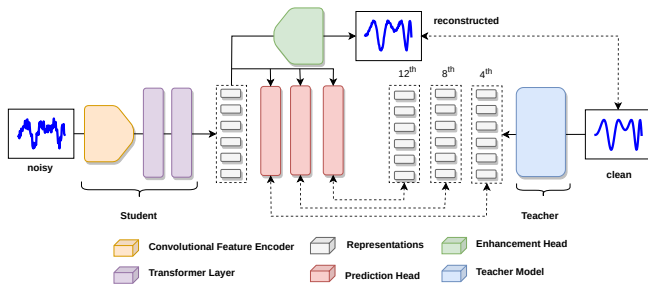 reconstructed
12th
8th
4th
noisy
clean
Student
Teacher
Convolutional Feature Encoder
Representations
Enhancement Head
Transformer Layer
Prediction Head
Teacher Model